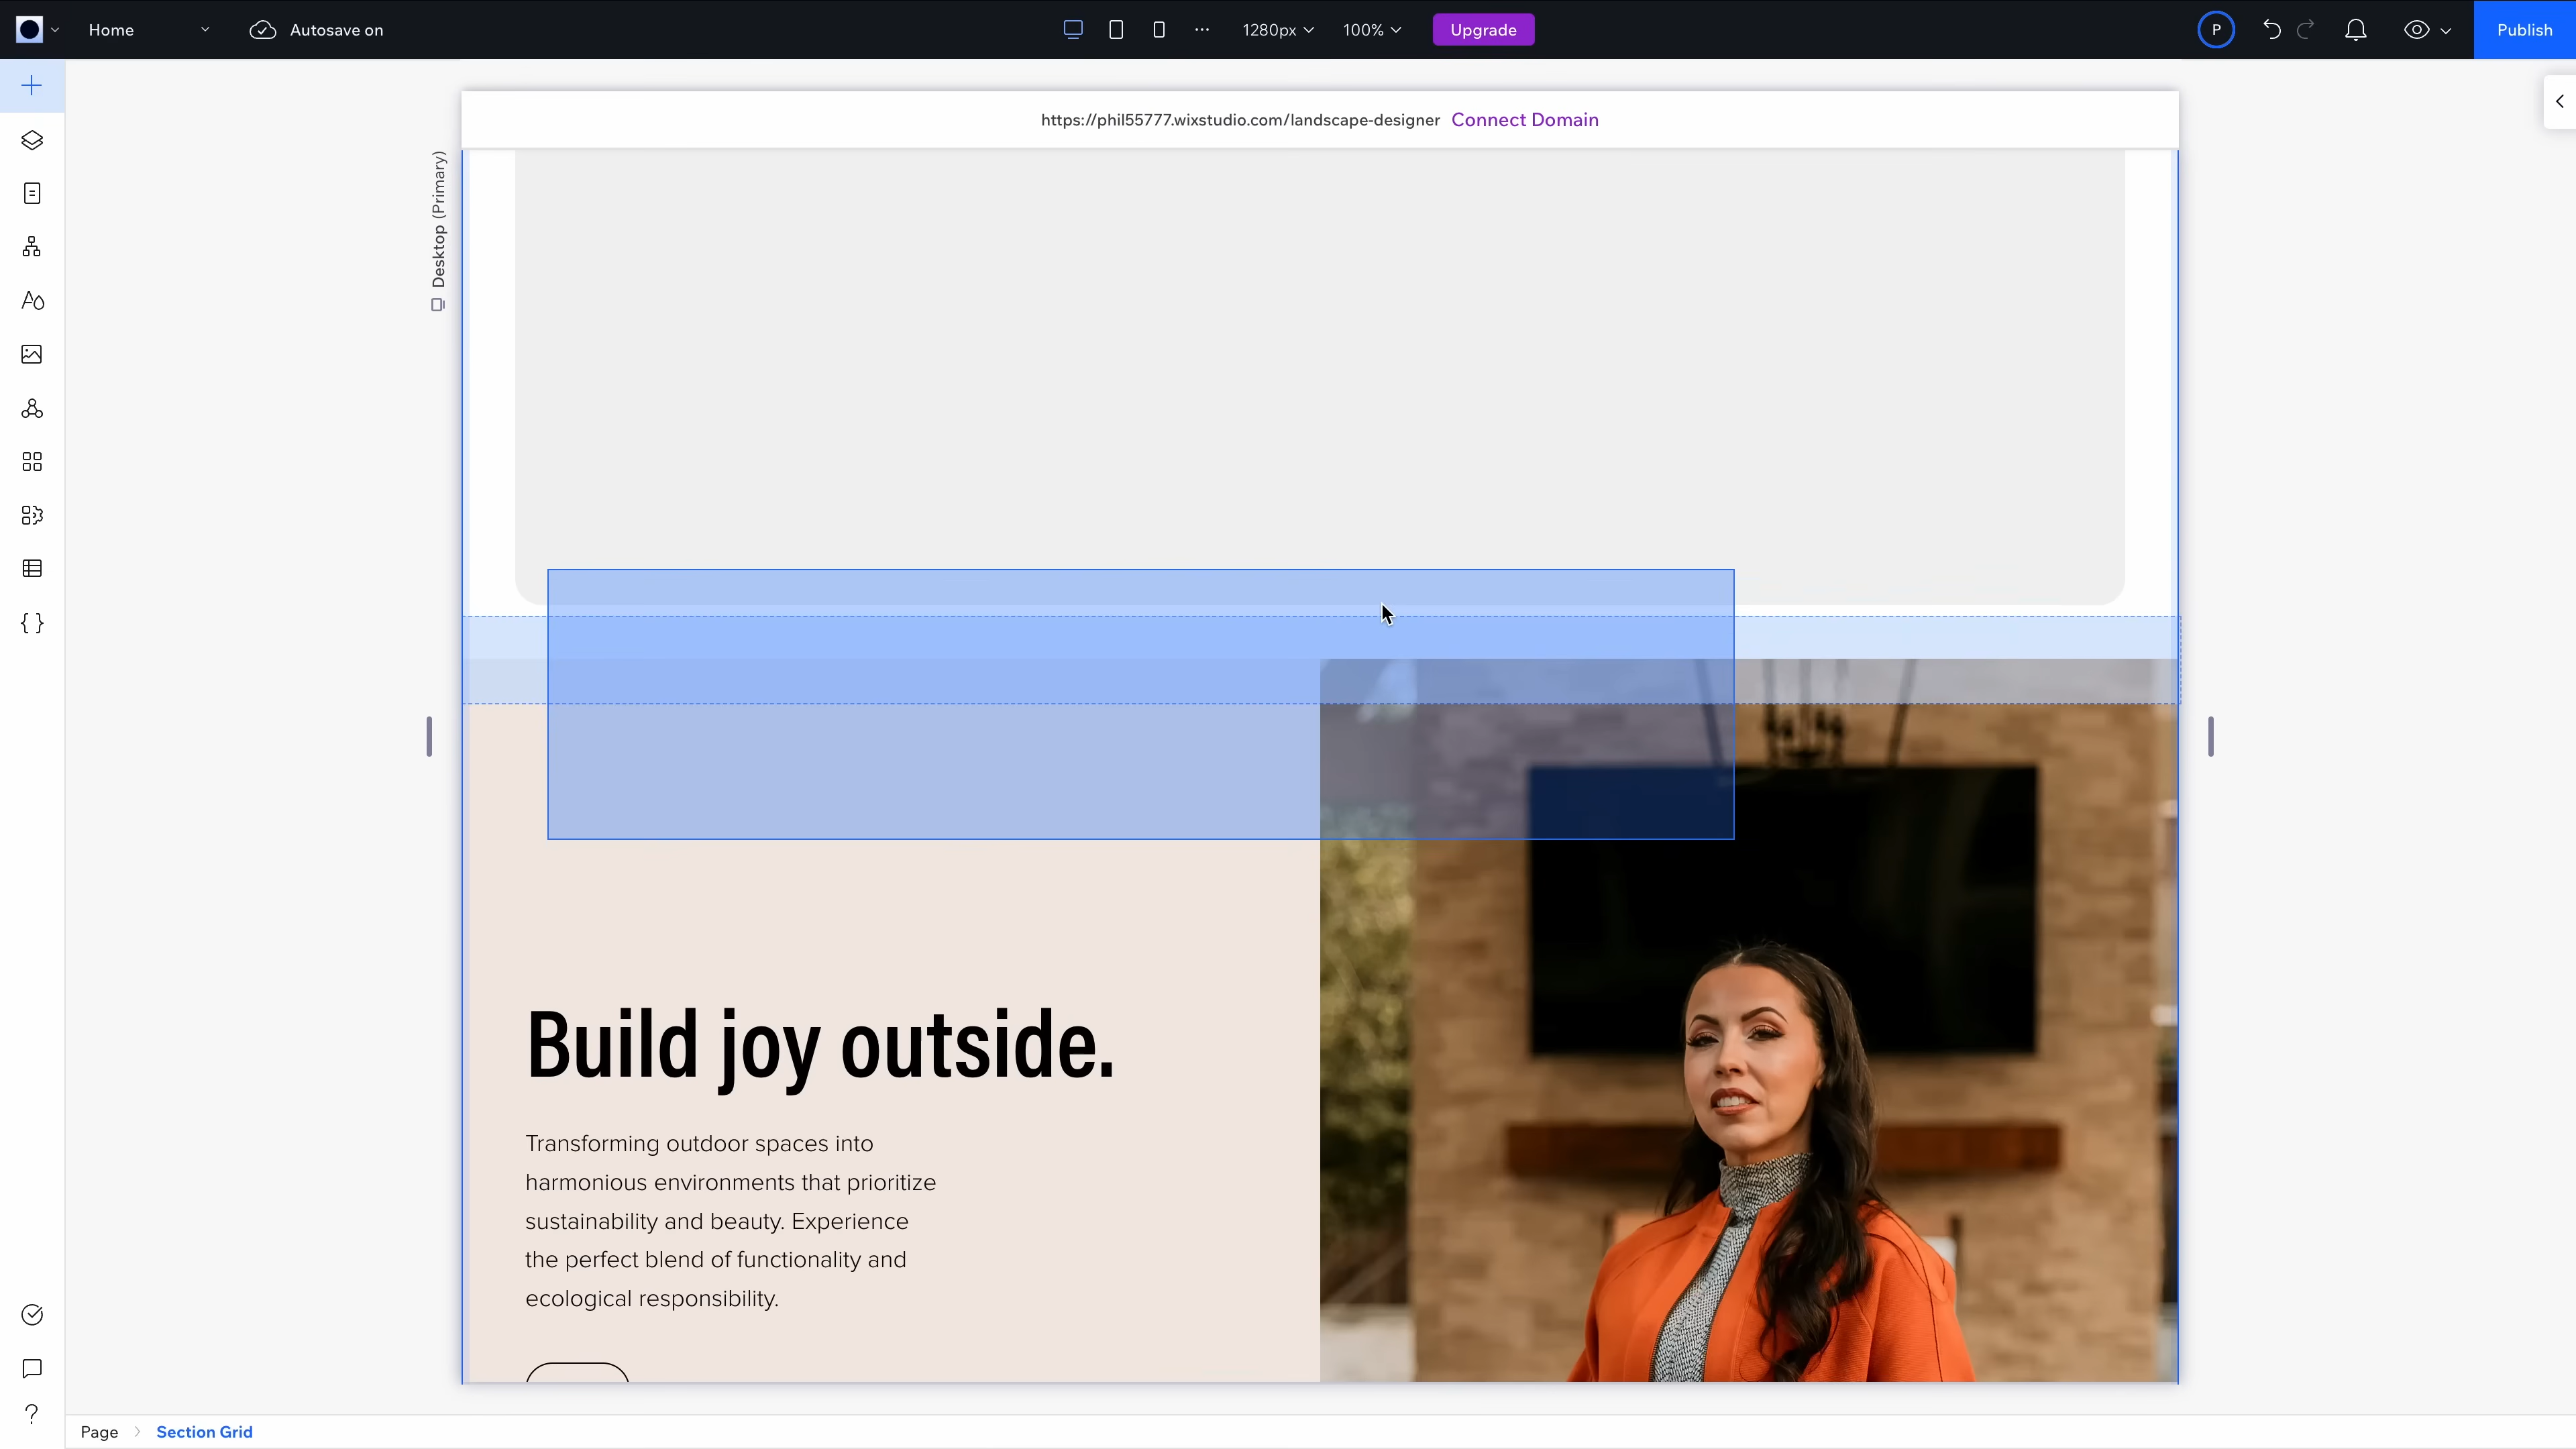 Home
Autosave on
1280px
100%
Upgrade
P
Publish
https://phil55777.wixstudio.com/landscape-designer Connect Domain
Desktop (Primary)
Build joy outside.
Transforming outdoor spaces into
harmonious environments that prioritize
sustainability and beauty. Experience
the perfect blend of functionality and
ecological responsibility.
Page
Section Grid